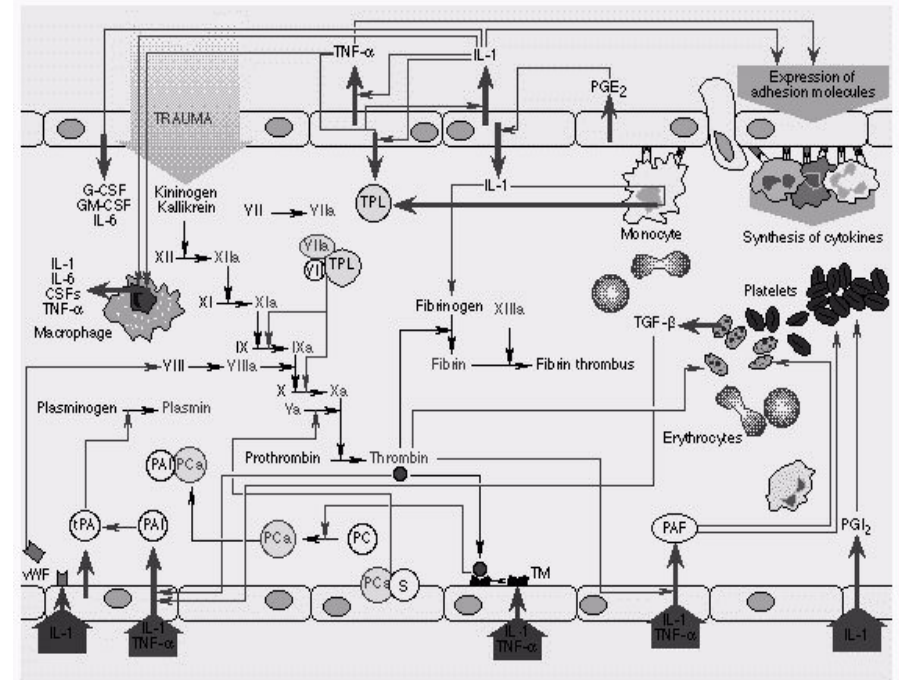 TNF-α
IL-1
PGE2
Expression of
adhesion molecules
TRAUMA
G-CSF
GM-CSF
IL-6
Kininogen
Kallikrein
VII
VIIa
TPL
IL-1
Monocyte
Synthesis of cytokines
VIIa
VII
TPL
XII
XIIa
IL-1
IL-6
CSFs
TNF-α
Macrophage
XI
XIa
Fibrinogen
XIIIa
Platelets
TGF-β
IX
IXa
Fibrin
Fibrin thrombus
VIII
VIIIa
X
Xa
Plasminogen
Plasmin
Va
Erythrocytes
Prothrombin
Thrombin
PAI
PCa
tPA
PAI
PCa
PC
PAF
PGI2
vWF
TM
PCa
S
IL-1
IL-1
TNF-α
IL-1
TNF-α
IL-1
TNF-α
IL-1